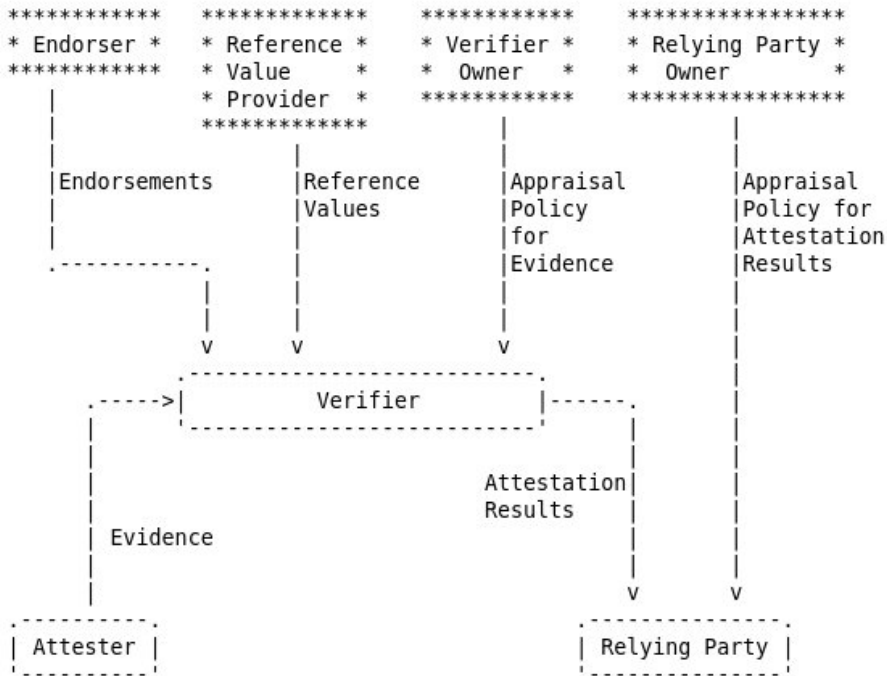 Endorser
Reference
Value
Provider
Verifier
Owner
Relying Party
Owner
Endorsements
Reference
Values
Appraisal
Policy
for
Evidence
Appraisal
Policy for
Attestation
Results
Verifier
Attestation
Results
Evidence
Attester
Relying Party